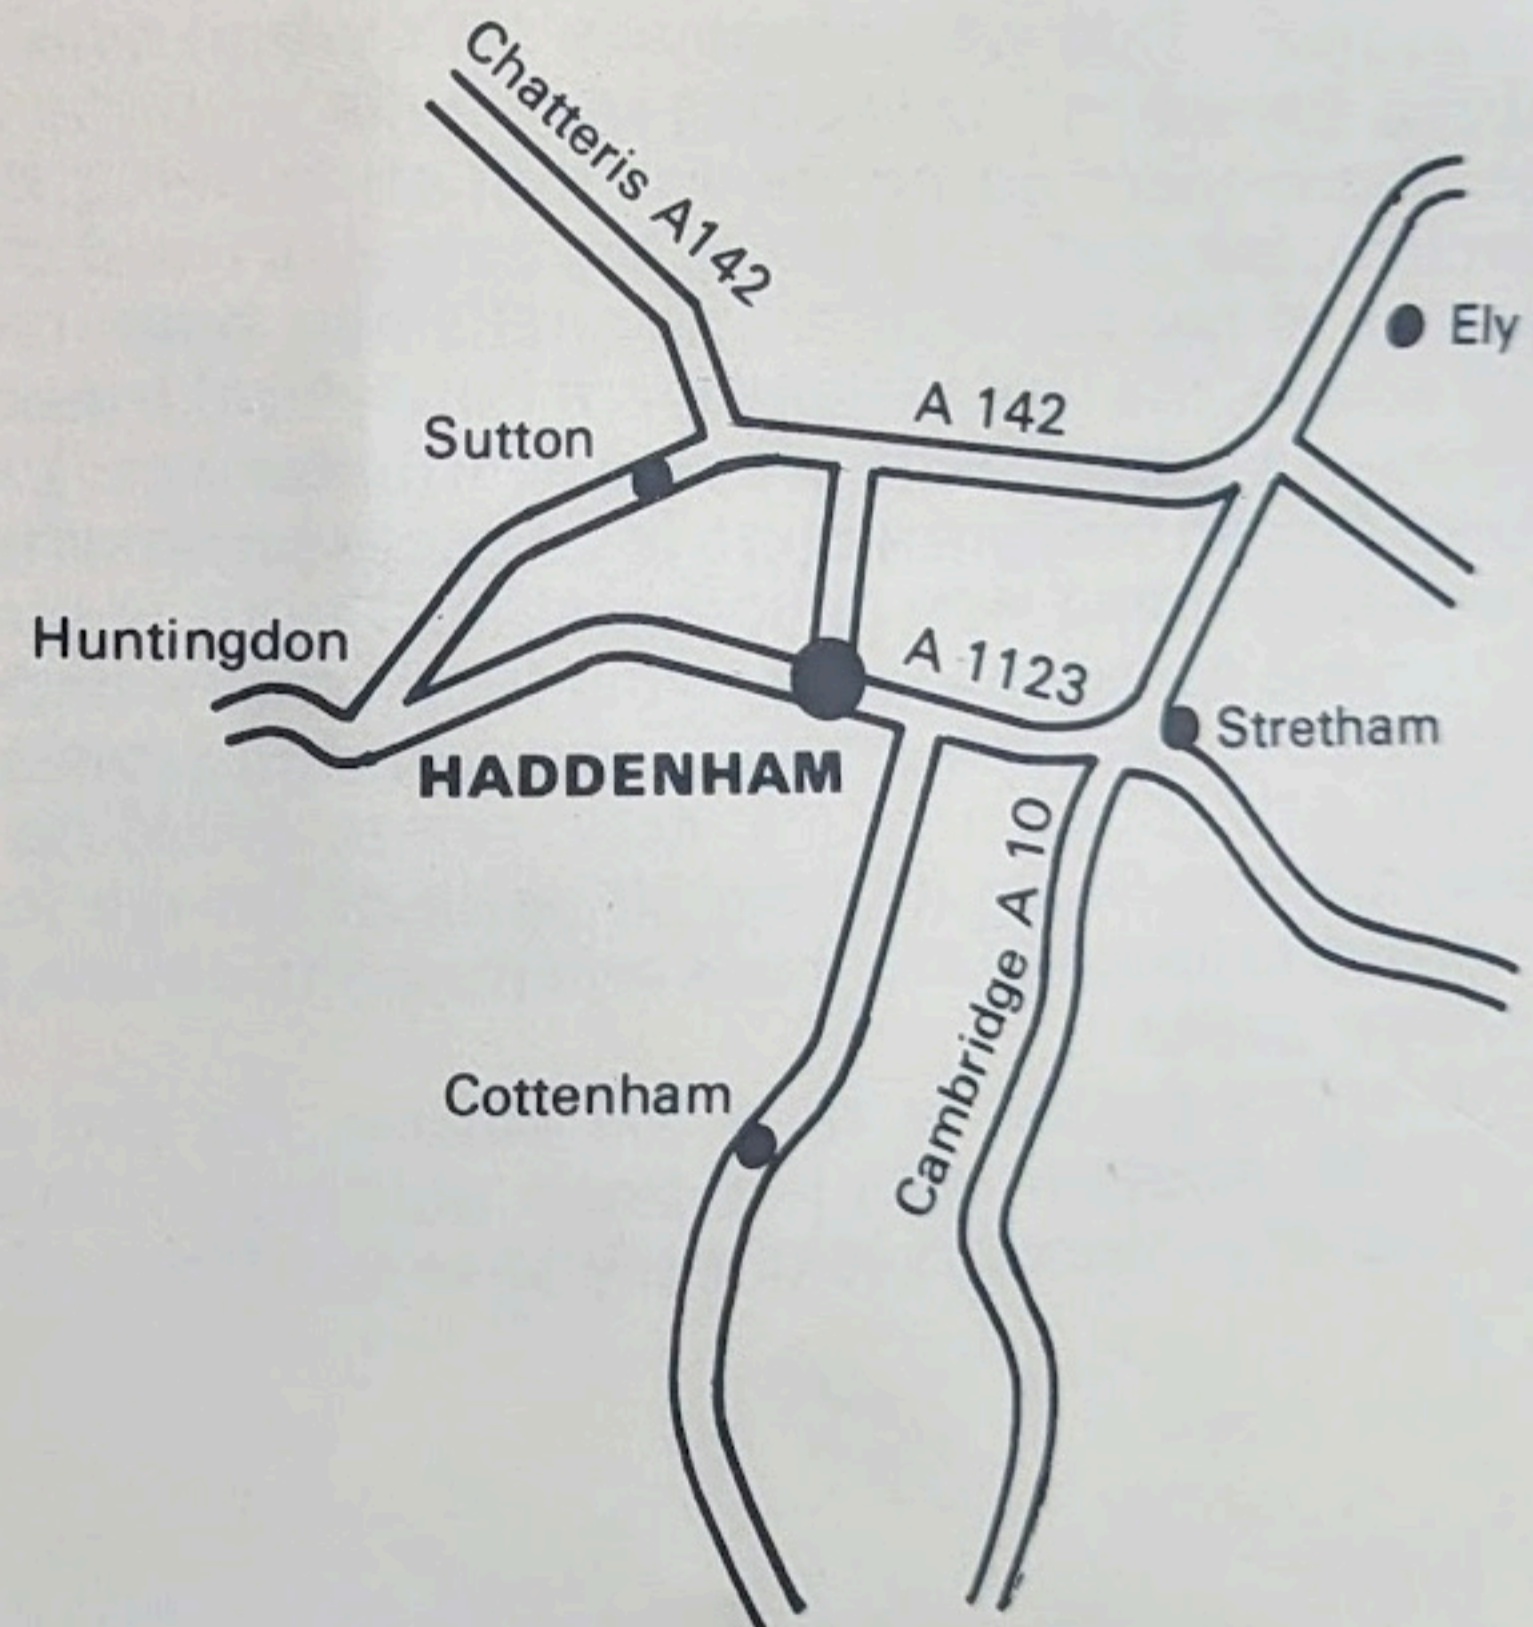 Chatteris A142
Ely
A 142
Sutton
Huntingdon
A 1123
Stretham
HADDENHAM
Cambridge A 10
Cottenham